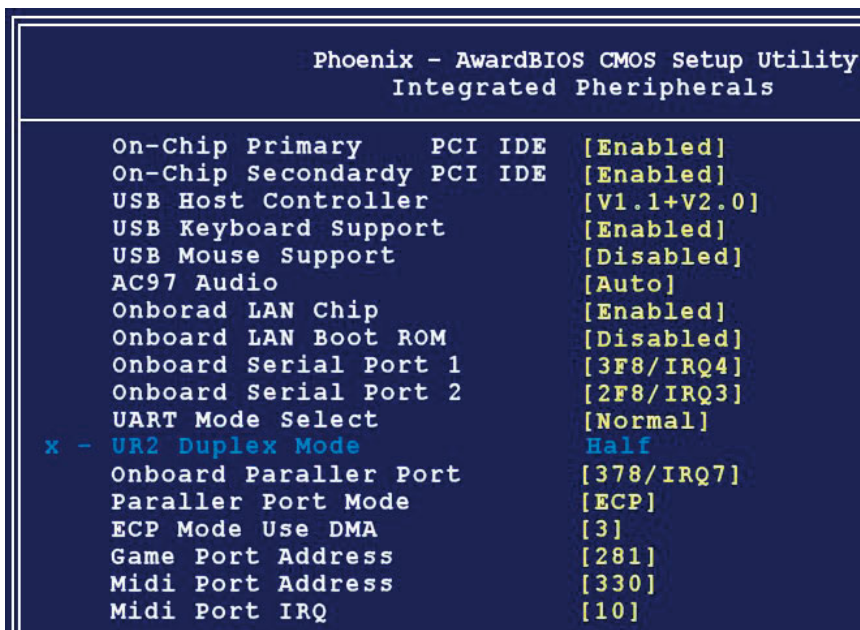 Phoenix - AwardBIOS CMOS Setup Utility
Integrated Pheripherals
On-Chip Primary PCI IDE [Enabled]
On-Chip Secondardy PCI IDE [Enabled]
USB Host Controller [V1.1+V2.0]
USB Keyboard Support [Enabled]
USB Mouse Support [Disabled]
AC97 Audio [Auto]
Onborad LAN Chip [Enabled]
Onboard LAN Boot ROM [Disabled]
Onboard Serial Port 1 [3F8/IRQ4]
Onboard Serial Port 2 [2F8/IRQ3]
UART Mode Select [Normal]
x - UR2 Duplex Mode Half
Onboard Paraller Port [378/IRQ7]
Paraller Port Mode [ECP]
ECP Mode Use DMA [3]
Game Port Address [281]
Midi Port Address [330]
Midi Port IRQ [10]